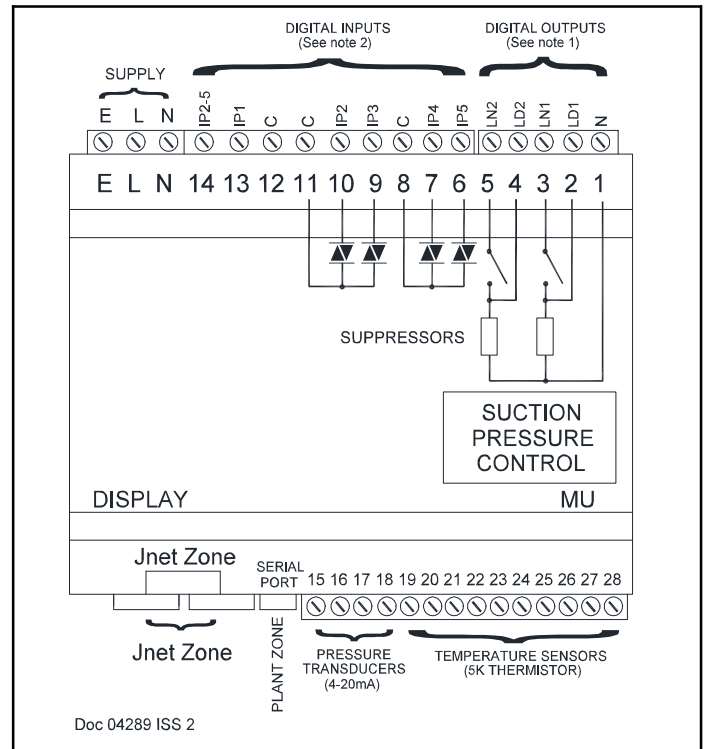 DIGITAL INPUTS
(See note 2)
DIGITAL OUTPUTS
(See note 1)
SUPPLY
E L N IP2-5 IP1 C C IP2 IP3 C IP4 IP5 LN2 LD2 LN1 LD1 N
E L N 14 13 12 11 10 9 8 7 6 5 4 3 2 1
SUPPRESSORS
SUCTION
PRESSURE
CONTROL
DISPLAY
MU
Jnet Zone
SERIAL
PORT
15 16 17 18 19 20 21 22 23 24 25 26 27 28
Jnet Zone
PLANT ZONE
PRESSURE
TRANSDUCERS
(4-20mA)
TEMPERATURE SENSORS
(5K THERMISTOR)
Doc 04289 ISS 2